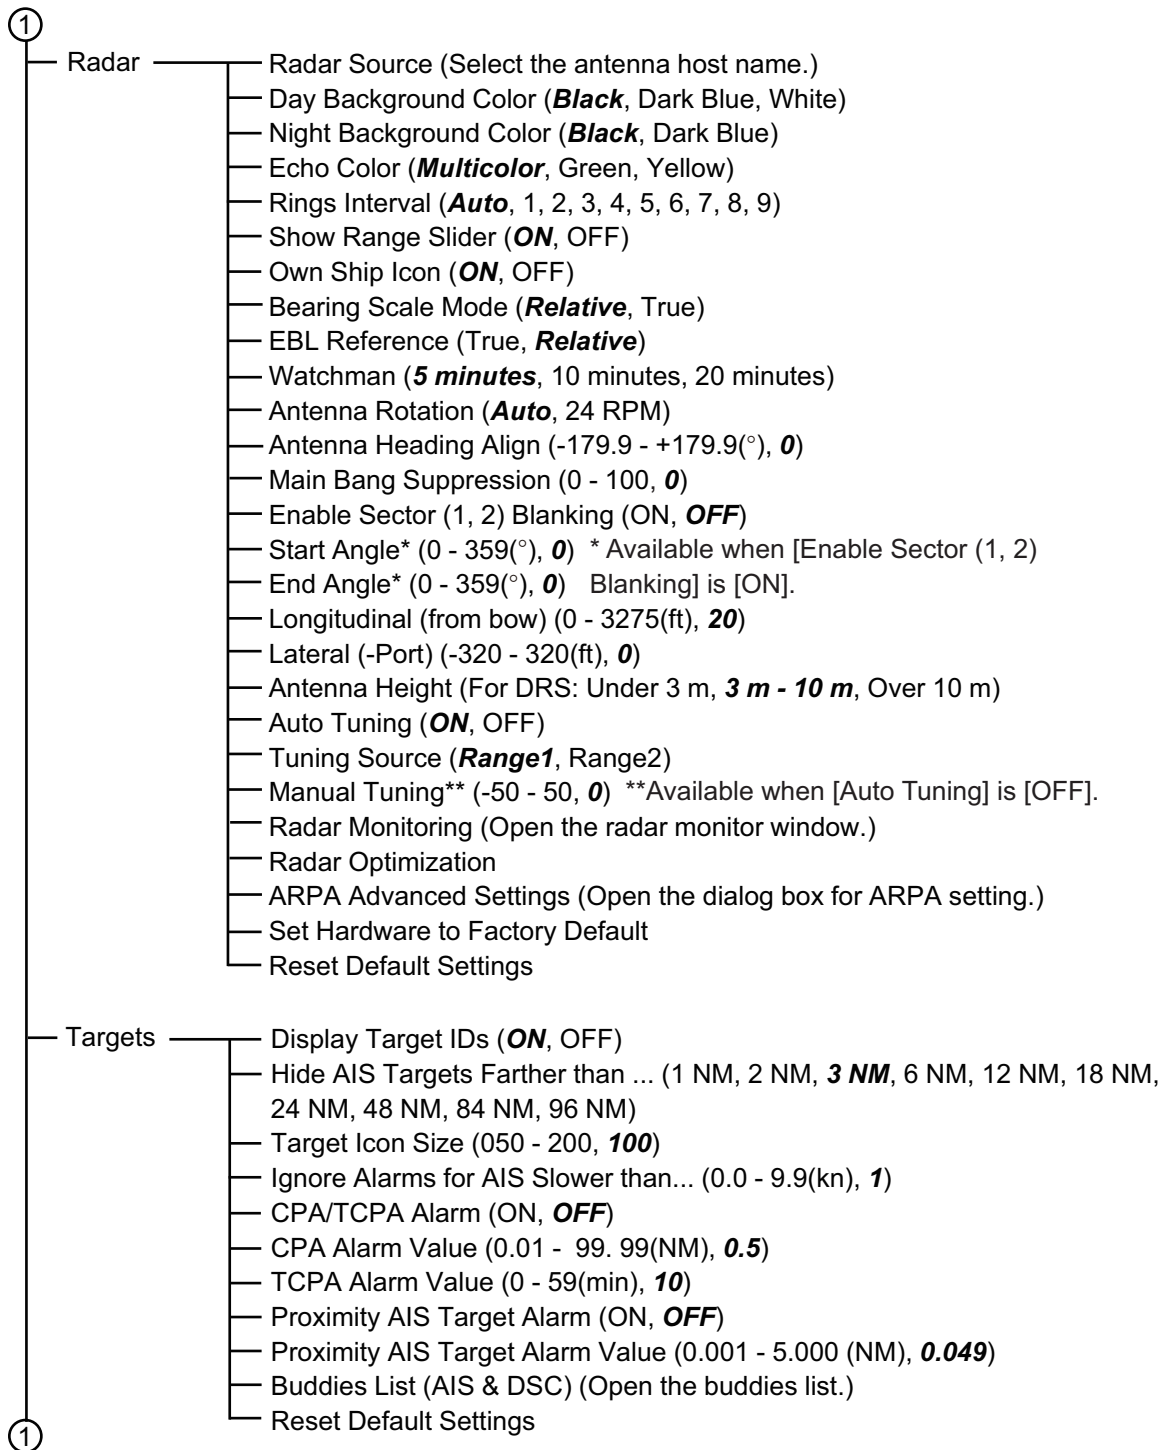 1
Radar
Radar Source (Select the antenna host name.)
Day Background Color (Black, Dark Blue, White)
Night Background Color (Black, Dark Blue)
Echo Color (Multicolor, Green, Yellow)
Rings Interval (Auto, 1, 2, 3, 4, 5, 6, 7, 8, 9)
Show Range Slider (ON, OFF)
Own Ship Icon (ON, OFF)
Bearing Scale Mode (Relative, True)
EBL Reference (True, Relative)
Watchman (5 minutes, 10 minutes, 20 minutes)
Antenna Rotation (Auto, 24 RPM)
Antenna Heading Align (-179.9 - +179.9(°), 0)
Main Bang Suppression (0 - 100, 0)
Enable Sector (1, 2) Blanking (ON, OFF)
Start Angle* (0 - 359(°), 0) * Available when [Enable Sector (1, 2)
End Angle* (0 - 359(°), 0) Blanking] is [ON].
Longitudinal (from bow) (0 - 3275(ft), 20)
Lateral (-Port) (-320 - 320(ft), 0)
Antenna Height (For DRS: Under 3 m, 3 m - 10 m, Over 10 m)
Auto Tuning (ON, OFF)
Tuning Source (Range1, Range2)
Manual Tuning** (-50 - 50, 0) **Available when [Auto Tuning] is [OFF].
Radar Monitoring (Open the radar monitor window.)
Radar Optimization
ARPA Advanced Settings (Open the dialog box for ARPA setting.)
Set Hardware to Factory Default
Reset Default Settings
Targets
Display Target IDs (ON, OFF)
Hide AIS Targets Farther than ... (1 NM, 2 NM, 3 NM, 6 NM, 12 NM, 18 NM,
24 NM, 48 NM, 84 NM, 96 NM)
Target Icon Size (050 - 200, 100)
Ignore Alarms for AIS Slower than... (0.0 - 9.9(kn), 1)
CPA/TCPA Alarm (ON, OFF)
CPA Alarm Value (0.01 - 99. 99(NM), 0.5)
TCPA Alarm Value (0 - 59(min), 10)
Proximity AIS Target Alarm (ON, OFF)
Proximity AIS Target Alarm Value (0.001 - 5.000 (NM), 0.049)
Buddies List (AIS & DSC) (Open the buddies list.)
Reset Default Settings
1